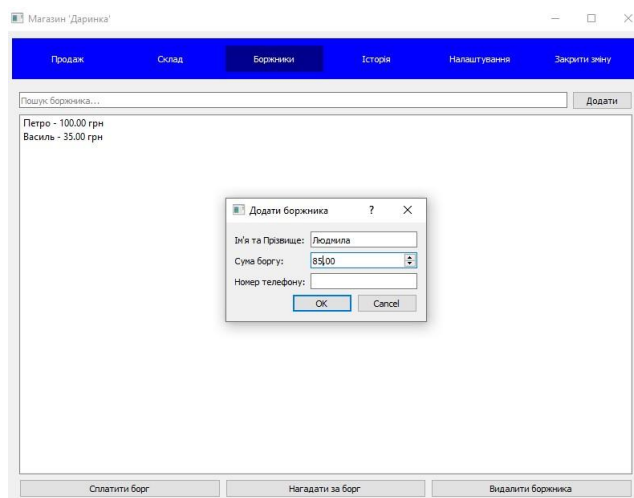 Магазин 'Даринка'
Продаж Склад Боржники Історія Налаштування Закрити зміну
Пошук боржника... Додати
Петро - 100.00 грн
Василь - 35.00 грн
Додати боржника ? 
Ім'я та Прізвище: Людмила
Сума боргу: 85,00
Номер телефону:
OK Cancel
Сплатити борг Нагадати за борг Видалити боржника